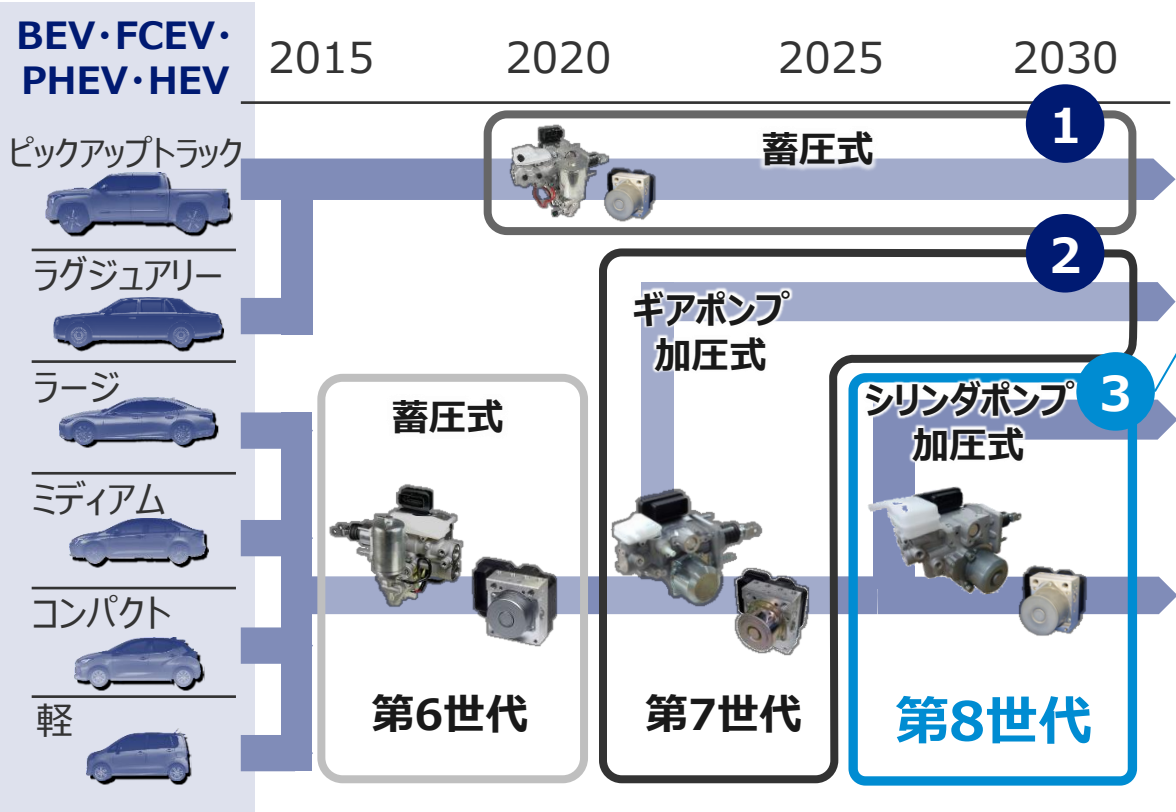 BEV・FCEV・
PHEV・HEV
2015
2020
2025
2030
ピックアップトラック
ラグジュアリー
ラージ
ミディアム
コンパクト
軽
蓄圧式
1
2
ギアポンプ
加圧式
3
シリンダポンプ
加圧式
蓄圧式
第6世代
第7世代
第8世代